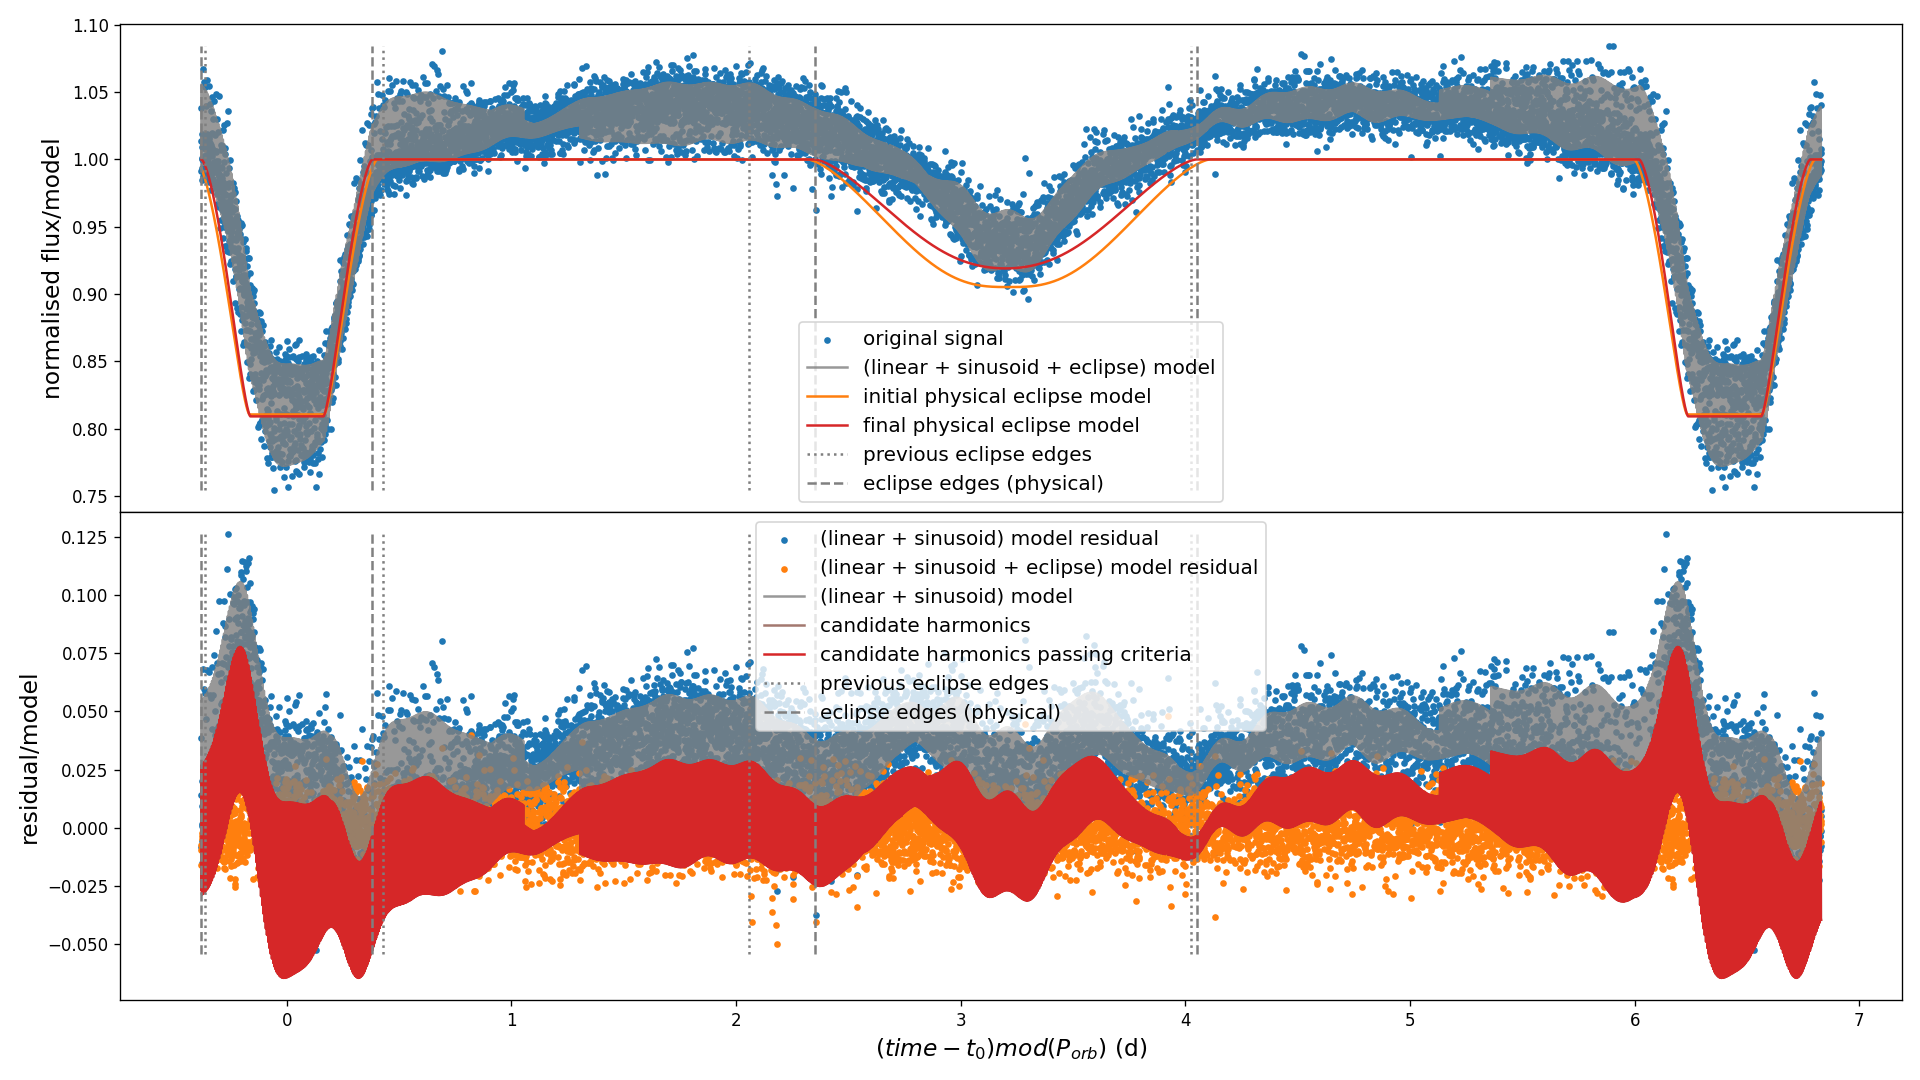 normalised flux/model
1.10
1.05
1.00
0.95
0.90
0.85
0.80
0.75
original signal
(linear + sinusoid + eclipse) model
initial physical eclipse model
final physical eclipse model
previous eclipse edges
eclipse edges (physical)
residual/model
0.125
0.100
0.075
0.050
0.025
0.000
−0.025
−0.050
(linear + sinusoid) model residual
(linear + sinusoid + eclipse) model residual
(linear + sinusoid) model
candidate harmonics
candidate harmonics passing criteria
previous eclipse edges
eclipse edges (physical)
0 1 2 3 4 5 6 7
(time − t₀)mod(P_orb) (d)